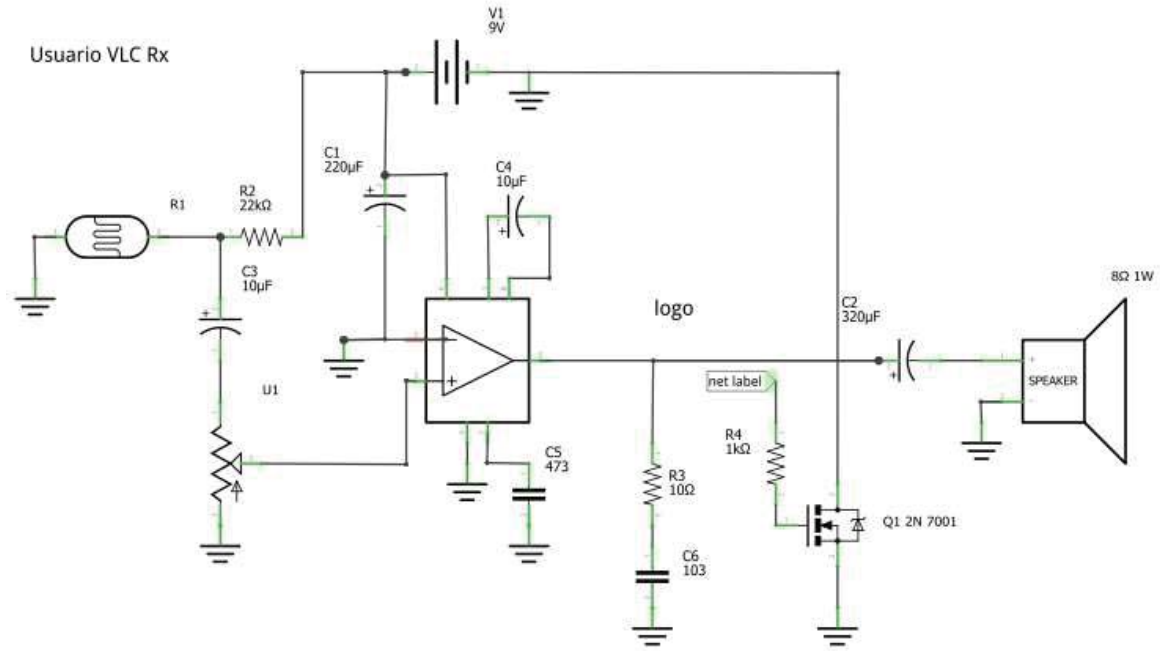 Usuario VLC Rx
V1
9V
C1
220µF
C4
10µF
R1
R2
22kΩ
C3
10µF
U1
logo
C2
320µF
8Ω 1W
SPEAKER
net label
R4
1kΩ
C5
473
R3
10Ω
Q1 2N 7001
C6
103